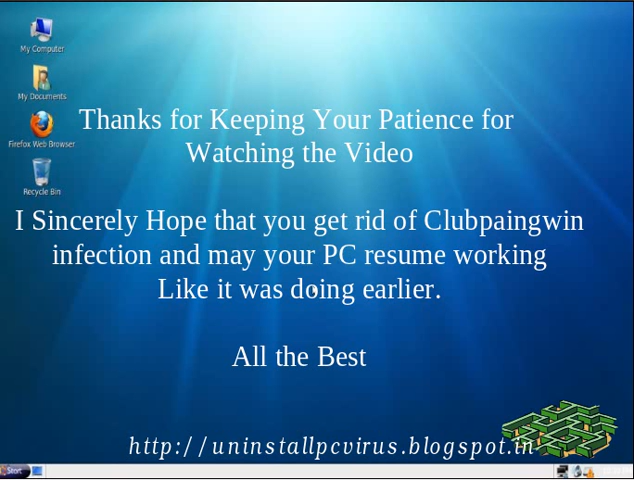 My Computer
My Documents
Firefox Web Browser
Recycle Bin
Thanks for Keeping Your Patience for
Watching the Video
I Sincerely Hope that you get rid of Clubpaingwin
infection and may your PC resume working
Like it was doing earlier.
All the Best
http://uninstallpcvirus.blogspot.in
Start